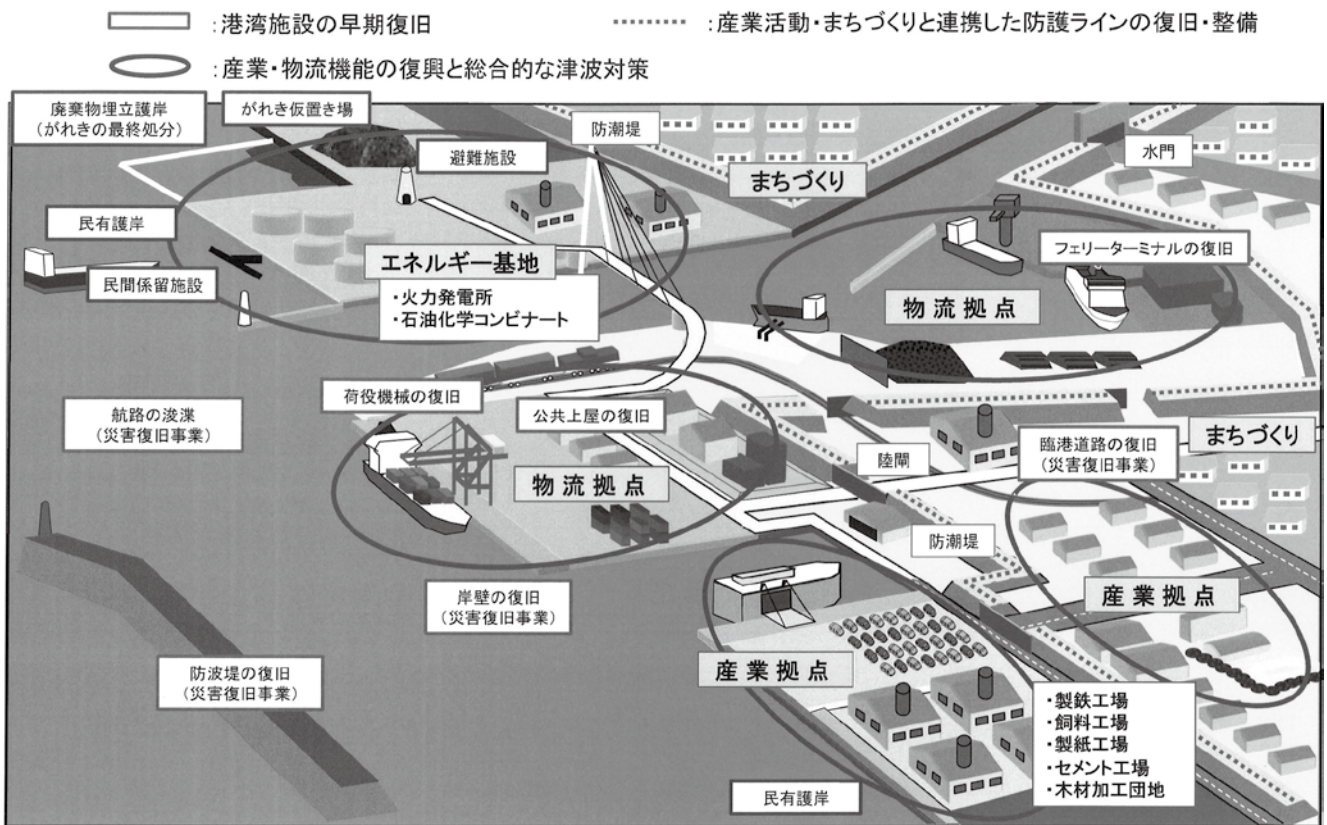 ：港湾施設の早期復旧
：産業活動・まちづくりと連携した防護ラインの復旧・整備
：産業・物流機能の復興と総合的な津波対策
廃棄物埋立護岸
（がれきの最終処分）
がれき仮置き場
防潮堤
避難施設
水門
まちづくり
民有護岸
フェリーターミナルの復旧
エネルギー基地
民間係留施設
・火力発電所
・石油化学コンビナート
物流拠点
荷役機械の復旧
公共上屋の復旧
航路の浚渫
（災害復旧事業）
まちづくり
陸閘
臨港道路の復旧
（災害復旧事業）
物流拠点
防潮堤
岸壁の復旧
（災害復旧事業）
産業拠点
防波堤の復旧
（災害復旧事業）
産業拠点
・製鉄工場
・飼料工場
・製紙工場
・セメント工場
・木材加工団地
民有護岸